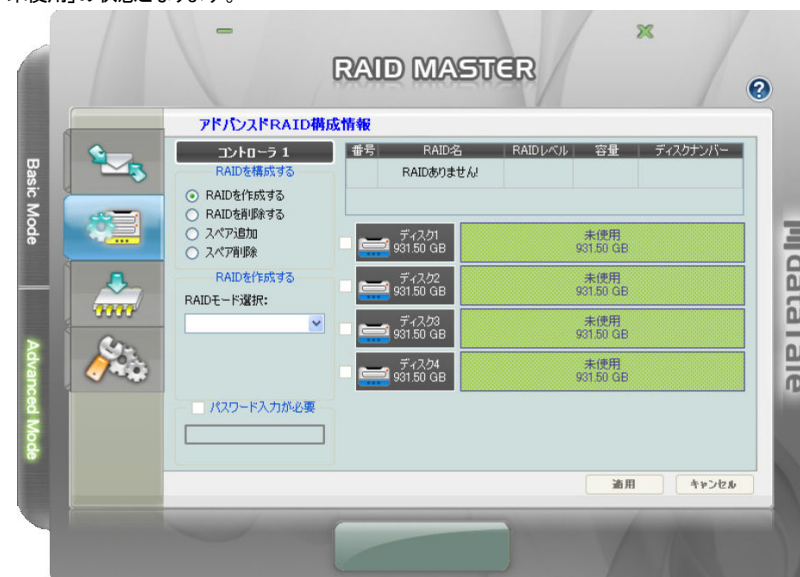 未使用」の状態となります。
RAID MASTER
アドバンスドRAID構成情報
Basic Mode
Advanced Mode
コントローラ 1
RAIDを構成する
RAIDを作成する
RAIDを削除する
スペア追加
スペア削除
RAIDを作成する
RAIDモード選択:
パスワード入力が必要
番号 RAID名 RAIDレベル 容量 ディスクナンバー
RAIDありません!
ディスク1
931.50 GB
未使用
931.50 GB
ディスク2
931.50 GB
未使用
931.50 GB
ディスク3
931.50 GB
未使用
931.50 GB
ディスク4
931.50 GB
未使用
931.50 GB
適用 キャンセル
dataTale